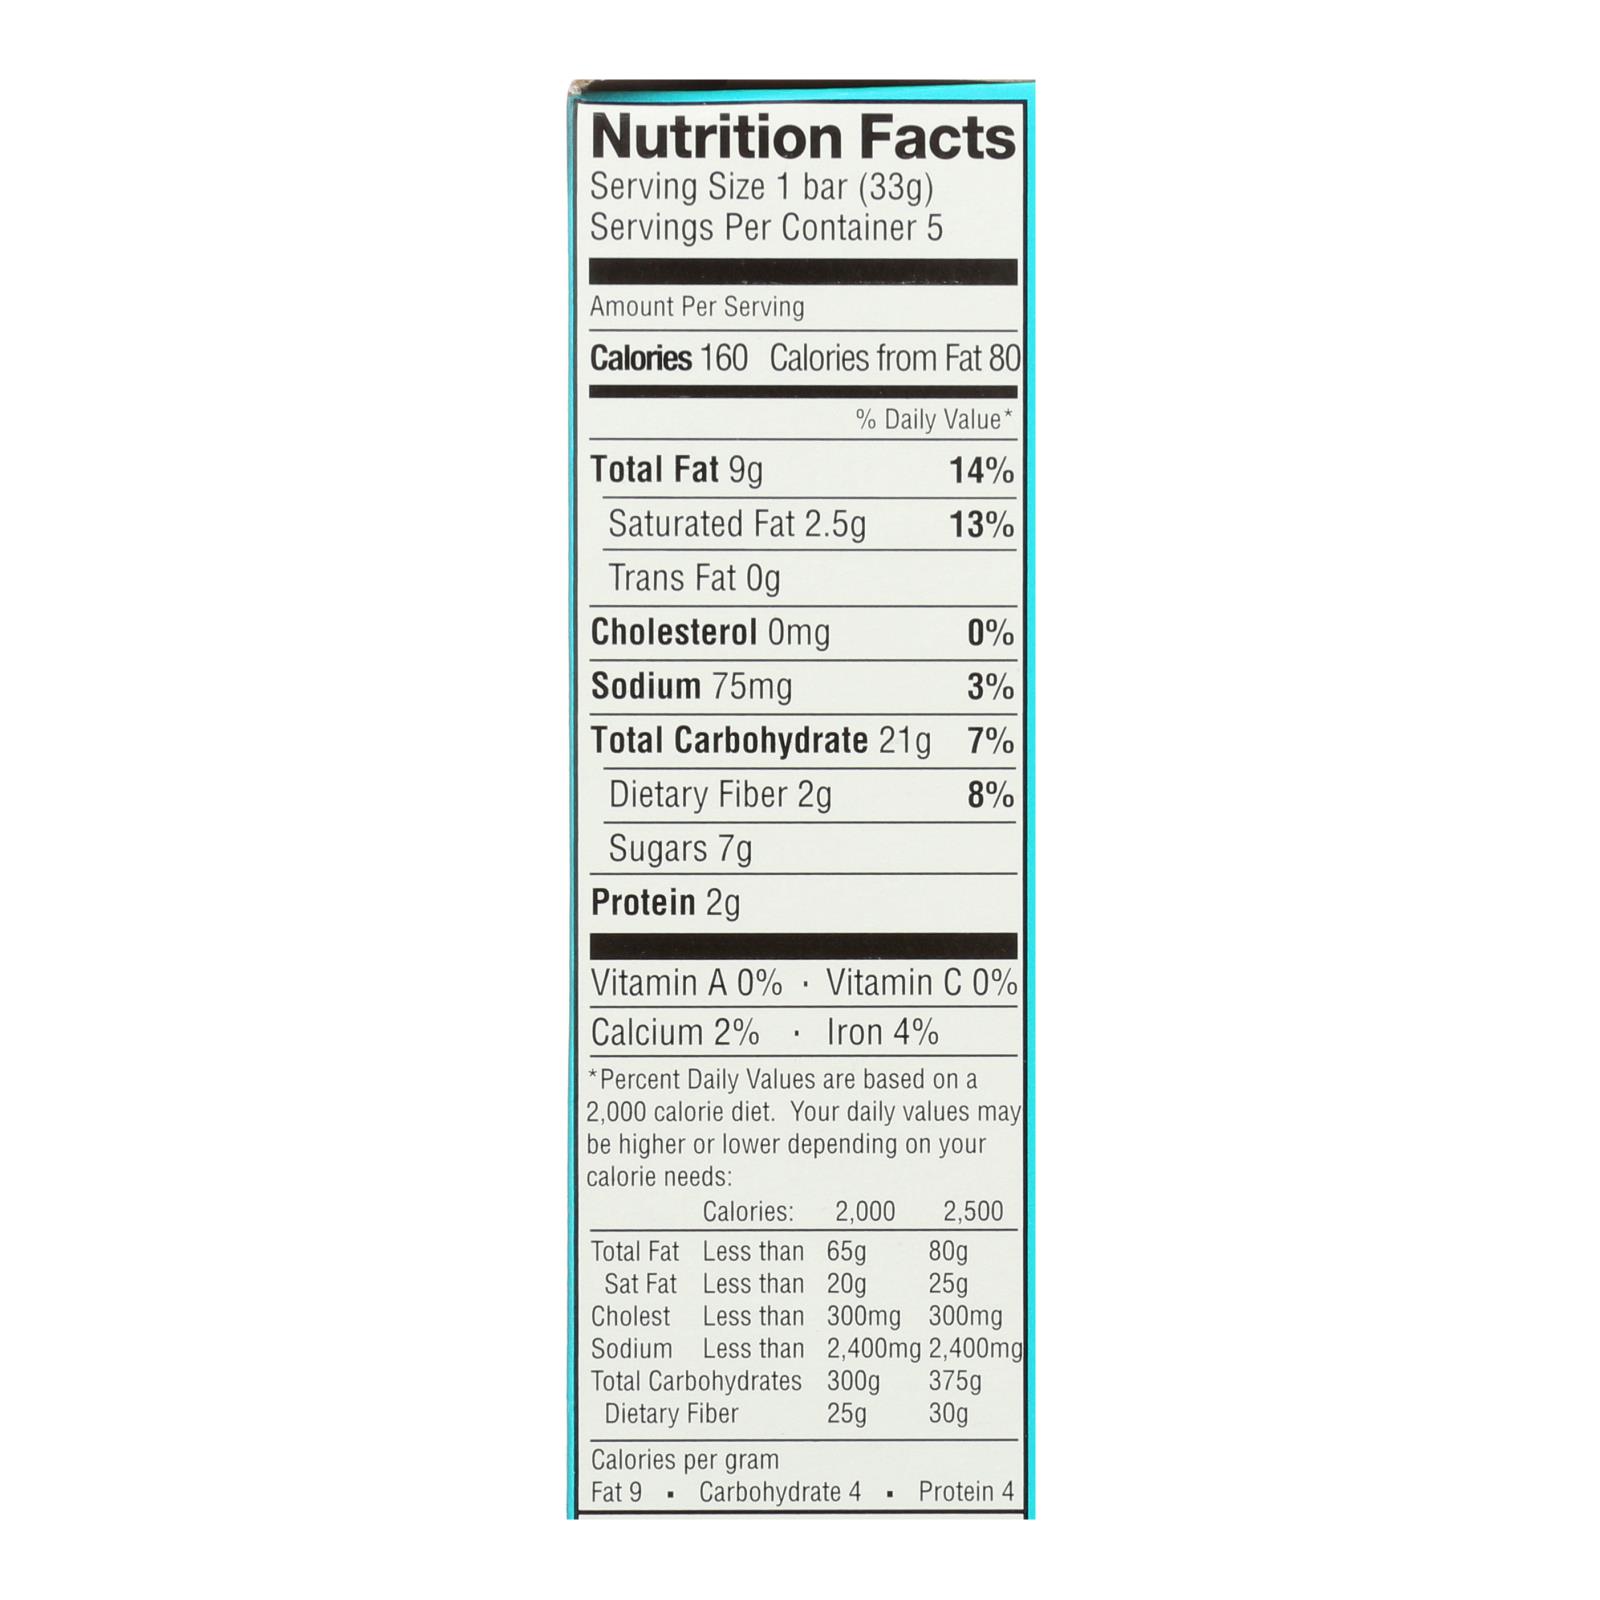 Nutrition Facts
Serving Size 1 bar (33g)
Servings Per Container 5
Amount Per Serving
Calories 160 Calories from Fat 80
% Daily Value*
Total Fat 9g 14%
Saturated Fat 2.5g 13%
Trans Fat 0g
Cholesterol 0mg 0%
Sodium 75mg 3%
Total Carbohydrate 21g 7%
Dietary Fiber 2g 8%
Sugars 7g
Protein 2g
Vitamin A 0% · Vitamin C 0%
Calcium 2% · Iron 4%
*Percent Daily Values are based on a
2,000 calorie diet. Your daily values may
be higher or lower depending on your
calorie needs:
Calories: 2,000 2,500
Total Fat Less than 65g 80g
Sat Fat Less than 20g 25g
Cholest Less than 300mg 300mg
Sodium Less than 2,400mg 2,400mg
Total Carbohydrates 300g 375g
Dietary Fiber 25g 30g
Calories per gram
Fat 9 ▪ Carbohydrate 4 ▪ Protein 4